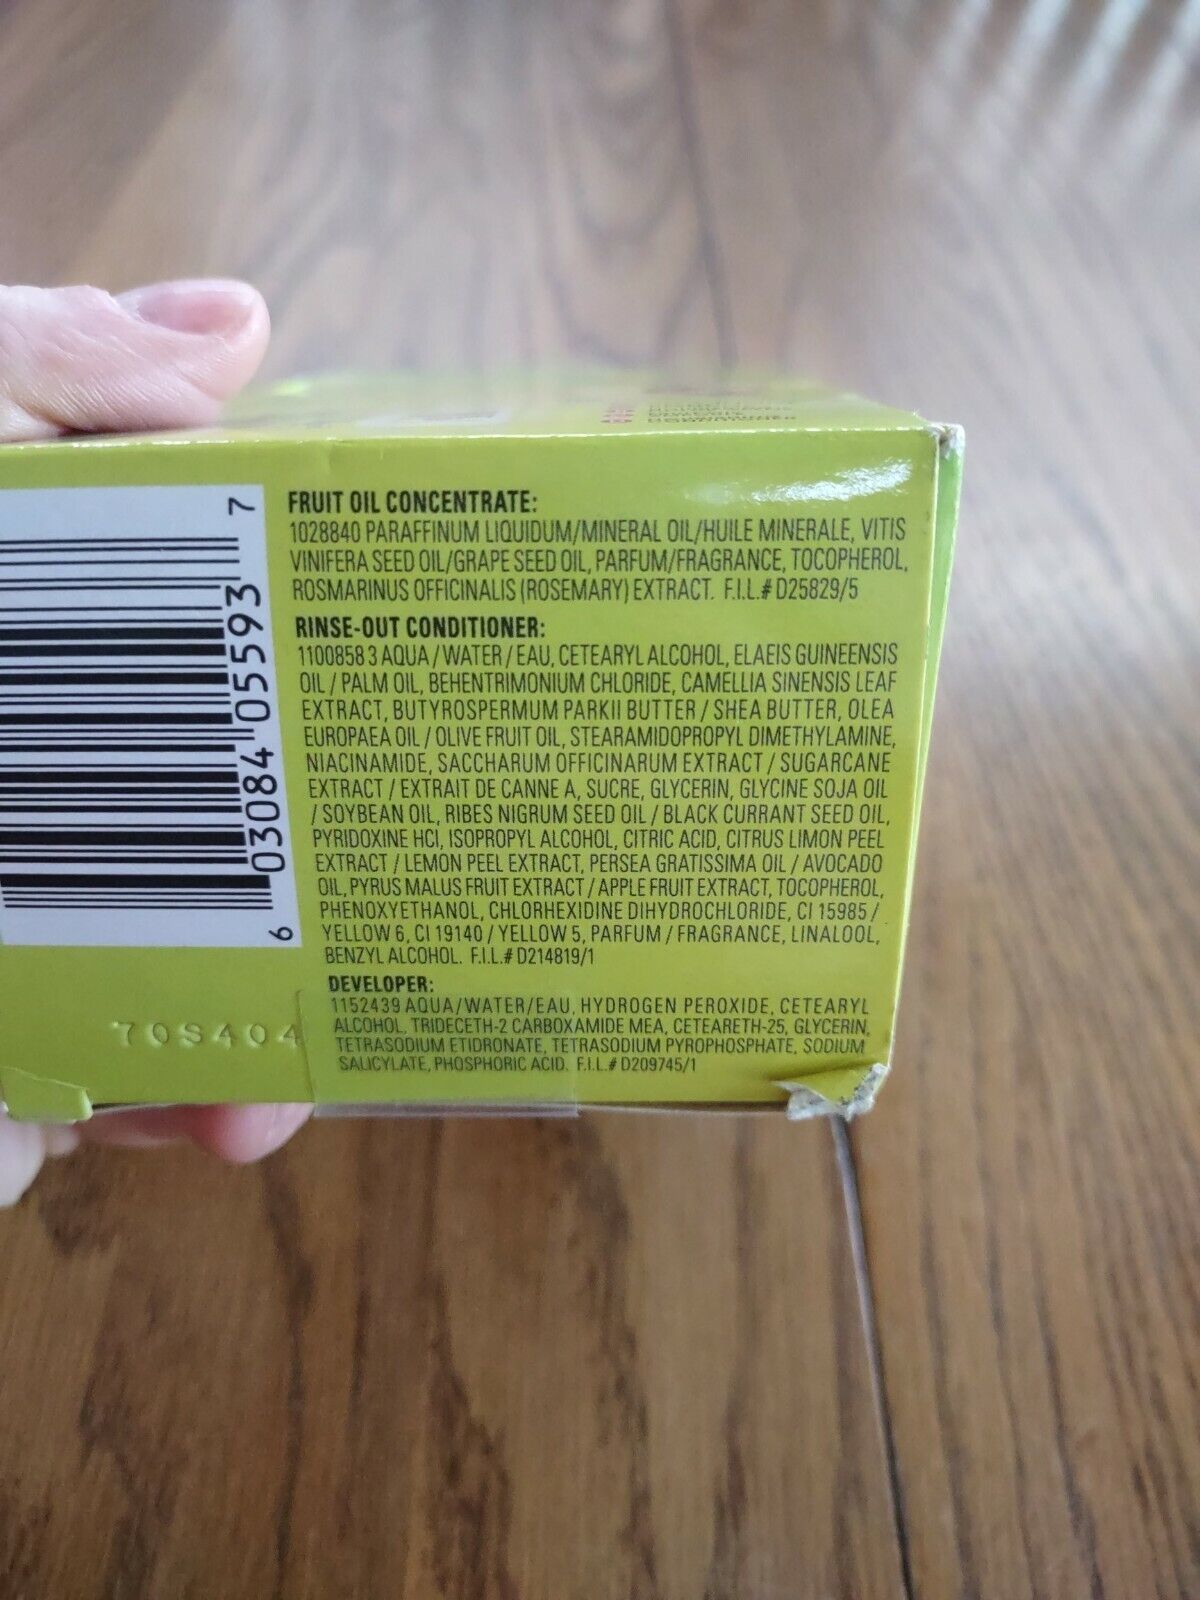 FRUIT OIL CONCENTRATE:
1028840 PARAFFINUM LIQUIDUM/MINERAL OIL/HUILE MINERALE, VITIS
VINIFERA SEED OIL/GRAPE SEED OIL, PARFUM/FRAGRANCE, TOCOPHEROL,
ROSMARINUS OFFICINALIS (ROSEMARY) EXTRACT. F.I.L.# D25829/5
RINSE-OUT CONDITIONER:
1100858 3 AQUA / WATER / EAU, CETEARYL ALCOHOL, ELAEIS GUINEENSIS
OIL / PALM OIL, BEHENTRIMONIUM CHLORIDE, CAMELLIA SINENSIS LEAF
EXTRACT, BUTYROSPERMUM PARKII BUTTER / SHEA BUTTER, OLEA
EUROPAEA OIL / OLIVE FRUIT OIL, STEARAMIDOPROPYL DIMETHYLAMINE,
NIACINAMIDE, SACCHARUM OFFICINARUM EXTRACT / SUGARCANE
EXTRACT / EXTRAIT DE CANNE A, SUCRE, GLYCERIN, GLYCINE SOJA OIL
/ SOYBEAN OIL, RIBES NIGRUM SEED OIL / BLACK CURRANT SEED OIL,
PYRIDOXINE HCI, ISOPROPYL ALCOHOL, CITRIC ACID, CITRUS LIMON PEEL
EXTRACT / LEMON PEEL EXTRACT, PERSEA GRATISSIMA OIL / AVOCADO
OIL, PYRUS MALUS FRUIT EXTRACT / APPLE FRUIT EXTRACT, TOCOPHEROL,
PHENOXYETHANOL, CHLORHEXIDINE DIHYDROCHLORIDE, CI 15985 /
YELLOW 6, CI 19140 / YELLOW 5, PARFUM / FRAGRANCE, LINALOOL,
BENZYL ALCOHOL. F.I.L.# D214819/1
DEVELOPER:
1152439 AQUA/WATER/EAU, HYDROGEN PEROXIDE, CETEARYL
ALCOHOL, TRIDECETH-2 CARBOXAMIDE MEA, CETEARETH-25, GLYCERIN,
TETRASODIUM ETIDRONATE, TETRASODIUM PYROPHOSPHATE, SODIUM
SALICYLATE, PHOSPHORIC ACID. F.I.L.# D209745/1
6 03084 05593 7
70S404